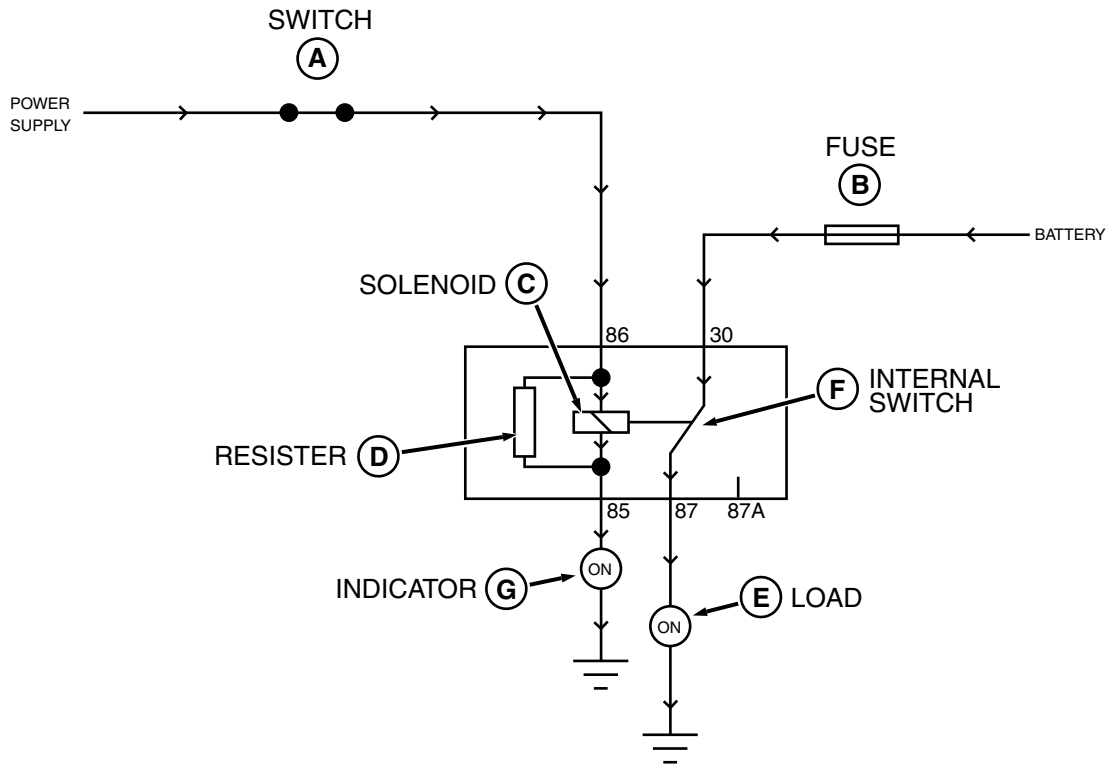 SWITCH
A
POWER
SUPPLY
FUSE
B
BATTERY
SOLENOID C
86
30
F INTERNAL
SWITCH
RESISTER D
85
87
87A
INDICATOR G
ON
E LOAD
ON